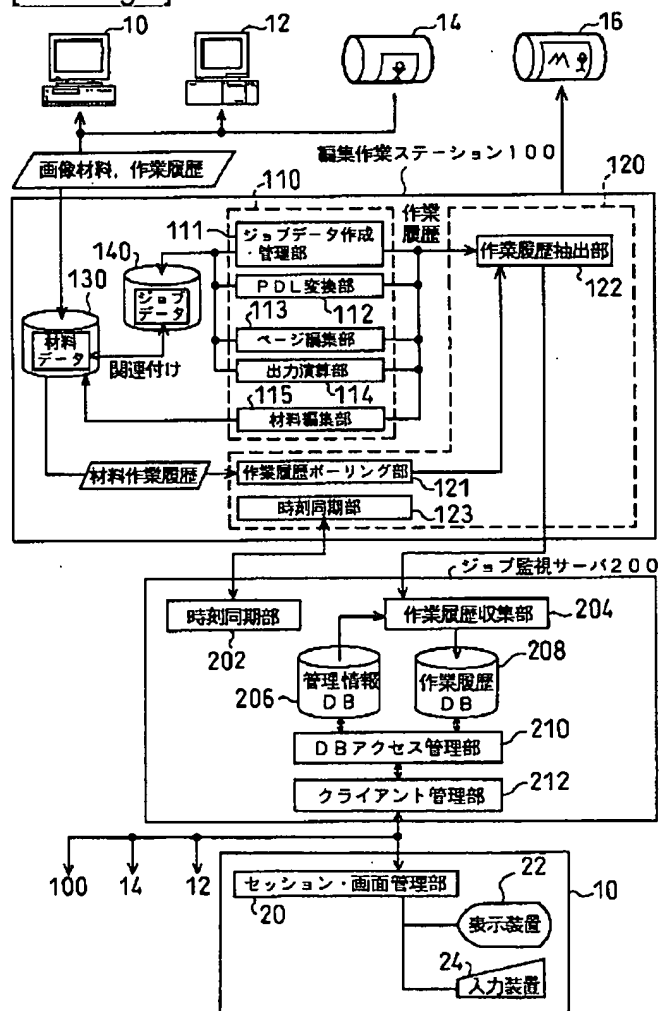 10
12
14
16
画像材料,作業履歴
編集作業ステーション100
110
120
作業
履歴
111
ジョブデータ作成
・管理部
作業履歴抽出部
122
140
ジョブ
データ
PDL変換部
112
130
113
材料
データ
ページ編集部
関連付け
出力演算部
114
115
材料編集部
材料作業履歴
作業履歴ポーリング部
121
時刻同期部
123
ジョブ監視サーバ200
時刻同期部
202
作業履歴収集部
204
管理情報
DB
206
作業履歴
DB
208
DBアクセス管理部
210
クライアント管理部
212
100
14
12
10
セッション・画面管理部
20
22
表示装置
24
入力装置